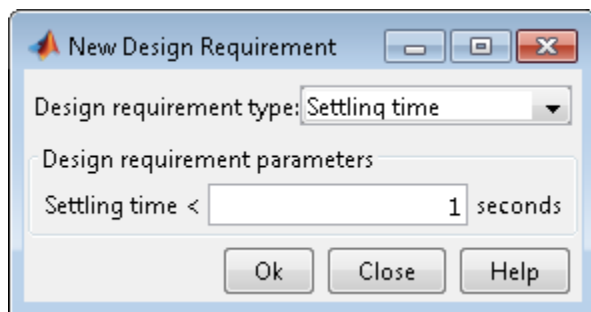 New Design Requirement
Design requirement type: Settling time
Design requirement parameters
Settling time < 1 seconds
Ok Close Help